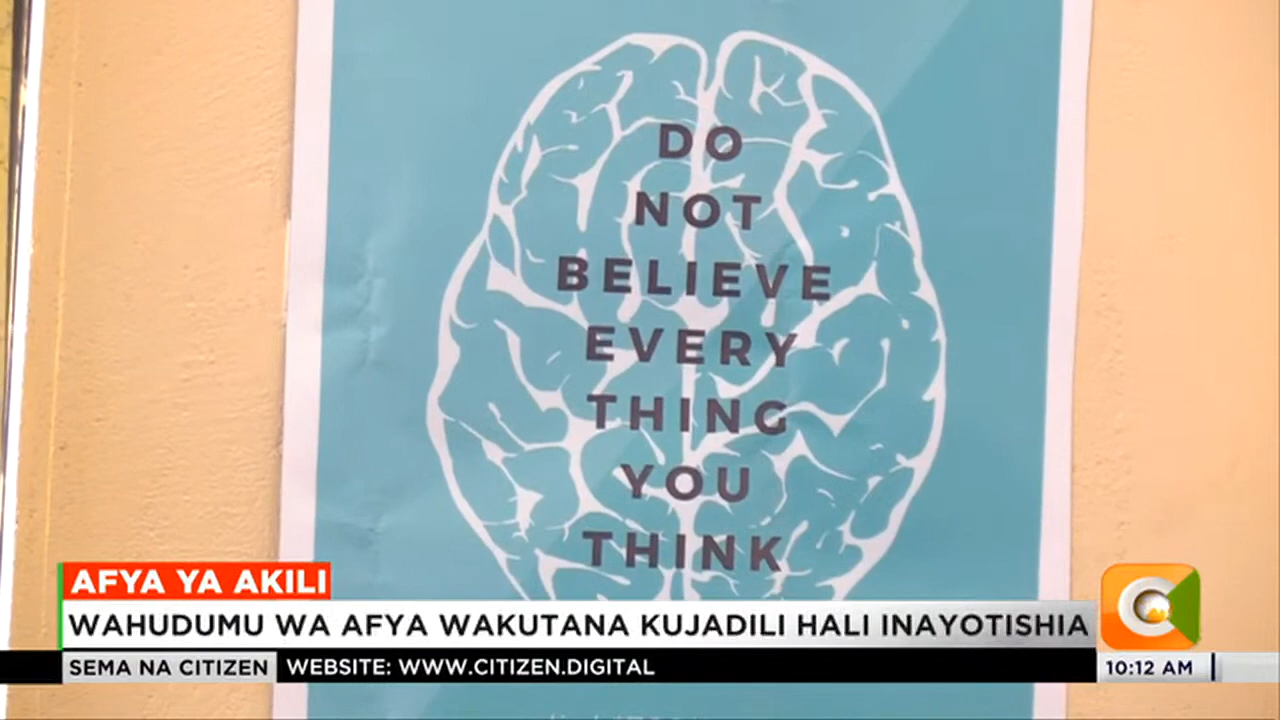 DO
NOT
BELIEVE
EVERY
THING
YOU
THINK
AFYA YA AKILI
WAHUDUMU WA AFYA WAKUTANA KUJADILI HALI INAYOTISHIA
SEMA NA CITIZEN WEBSITE: WWW.CITIZEN.DIGITAL
10:12 AM